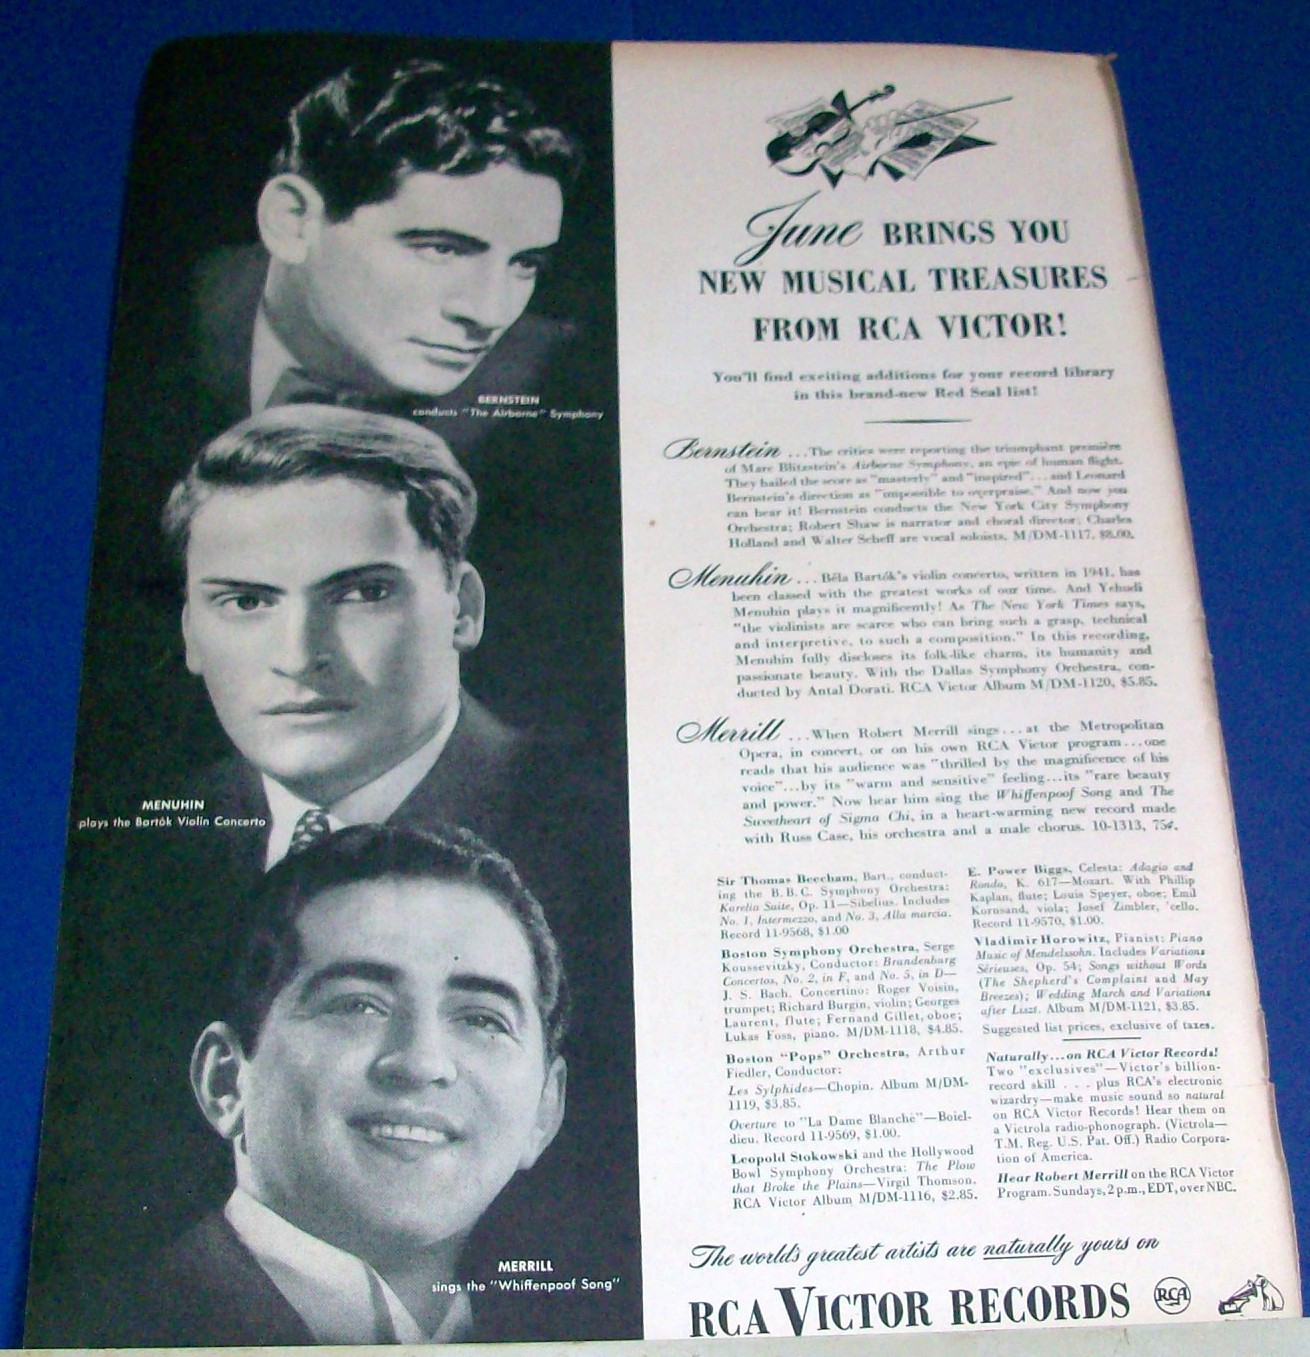 BERNSTEIN
conducts "The Airborne" Symphony
MENUHIN
plays the Bartók Violin Concerto
MERRILL
sings the "Whiffenpoof Song"
June BRINGS YOU
NEW MUSICAL TREASURES
FROM RCA VICTOR!
You'll find exciting additions for your record library
in this brand-new Red Seal list!
Bernstein ...The critics were reporting the triumphant première
of Marc Blitzstein's Airborne Symphony, an epic of human flight.
They hailed the score as "masterly" and "inspired"...and Leonard
Bernstein's direction as "impossible to overpraise." And now you
can hear it! Bernstein conducts the New York City Symphony
Orchestra; Robert Shaw is narrator and choral director; Charles
Holland and Walter Scheff are vocal soloists. M/DM-1117, $8.00.
Menuhin ...Béla Bartók's violin concerto, written in 1941, has
been classed with the greatest works of our time. And Yehudi
Menuhin plays it magnificently! As The New York Times says,
"the violinists are scarce who can bring such a grasp, technical
and interpretive, to such a composition." In this recording,
Menuhin fully discloses its folk-like charm, its humanity and
passionate beauty. With the Dallas Symphony Orchestra, con-
ducted by Antal Dorati. RCA Victor Album M/DM-1120, $5.85.
Merrill ...When Robert Merrill sings...at the Metropolitan
Opera, in concert, or on his own RCA Victor program...one
reads that his audience was "thrilled by the magnificence of his
voice"...by its "warm and sensitive" feeling...its "rare beauty
and power." Now hear him sing the Whiffenpoof Song and The
Sweetheart of Sigma Chi, in a heart-warming new record made
with Russ Case, his orchestra and a male chorus. 10-1313, 75¢.
Sir Thomas Beecham, Bart., conduct-
ing the B.B.C. Symphony Orchestra:
Karelia Suite, Op. 11—Sibelius. Includes
No. 1, Intermezzo, and No. 3, Alla marcia.
Record 11-9568, $1.00
Boston Symphony Orchestra, Serge
Koussevitzky, Conductor: Brandenburg
Concertos, No. 2, in F, and No. 5, in D—
J. S. Bach. Concertino: Roger Voisin,
trumpet; Richard Burgin, violin; Georges
Laurent, flute; Fernand Gillet, oboe;
Lukas Foss, piano. M/DM-1118, $4.85.
Boston "Pops" Orchestra, Arthur
Fiedler, Conductor:
Les Sylphides—Chopin. Album M/DM-
1119, $3.85.
Overture to "La Dame Blanche"—Boiel-
dieu. Record 11-9569, $1.00.
Leopold Stokowski and the Hollywood
Bowl Symphony Orchestra: The Plow
that Broke the Plains—Virgil Thomson.
RCA Victor Album M/DM-1116, $2.85.
E. Power Biggs, Celesta: Adagio and
Rondo, K. 617—Mozart. With Phillip
Kaplan, flute; Louis Speyer, oboe; Emil
Kornsand, viola; Josef Zimbler, 'cello.
Record 11-9570, $1.00.
Vladimir Horowitz, Pianist: Piano
Music of Mendelssohn. Includes Variations
Sérieuses, Op. 54; Songs without Words
(The Shepherd's Complaint and May
Breezes); Wedding March and Variations
after Liszt. Album M/DM-1121, $3.85.
Suggested list prices, exclusive of taxes.
Naturally...on RCA Victor Records!
Two "exclusives"—Victor's billion-
record skill . . . plus RCA's electronic
wizardry—make music sound so natural
on RCA Victor Records! Hear them on
a Victrola radio-phonograph. (Victrola—
T.M. Reg. U.S. Pat. Off.) Radio Corpora-
tion of America.
Hear Robert Merrill on the RCA Victor
Program. Sundays, 2 p.m., EDT, over NBC.
The world's greatest artists are naturally yours on
RCA VICTOR RECORDS
RCA